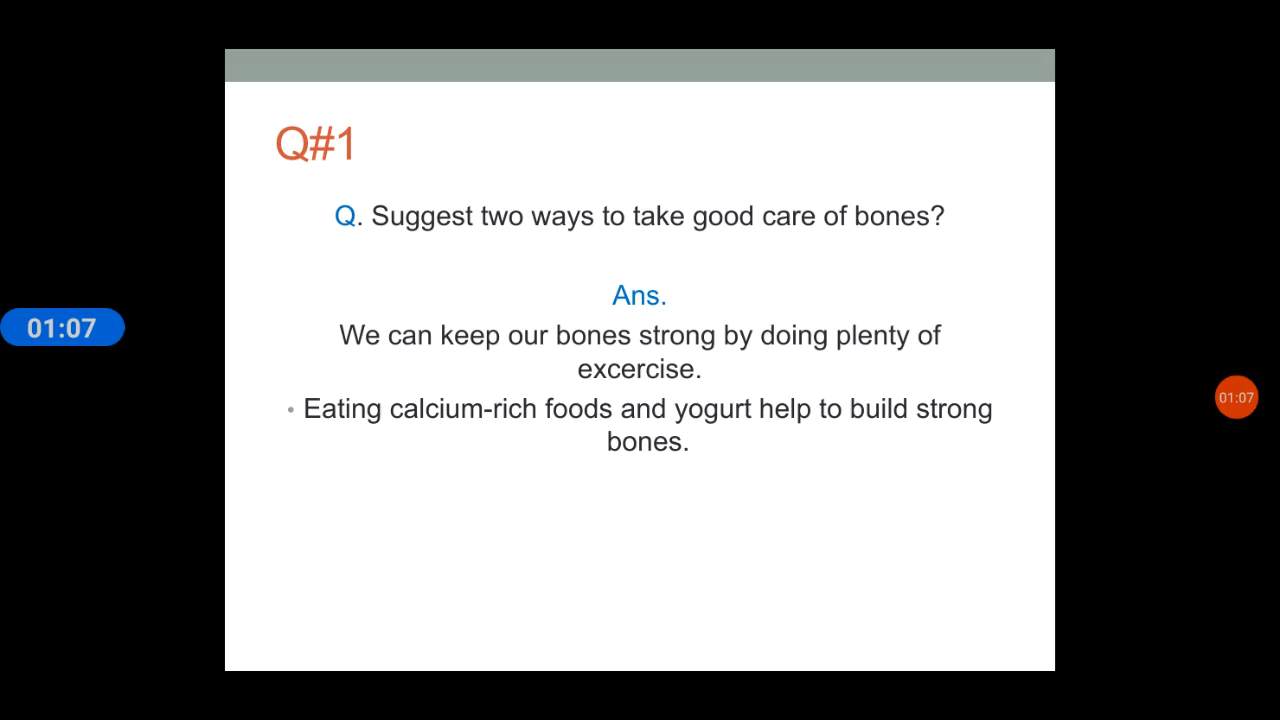 Q#1
Q. Suggest two ways to take good care of bones?
Ans.
01:07
We can keep our bones strong by doing plenty of
excercise.
01:07
• Eating calcium-rich foods and yogurt help to build strong
bones.